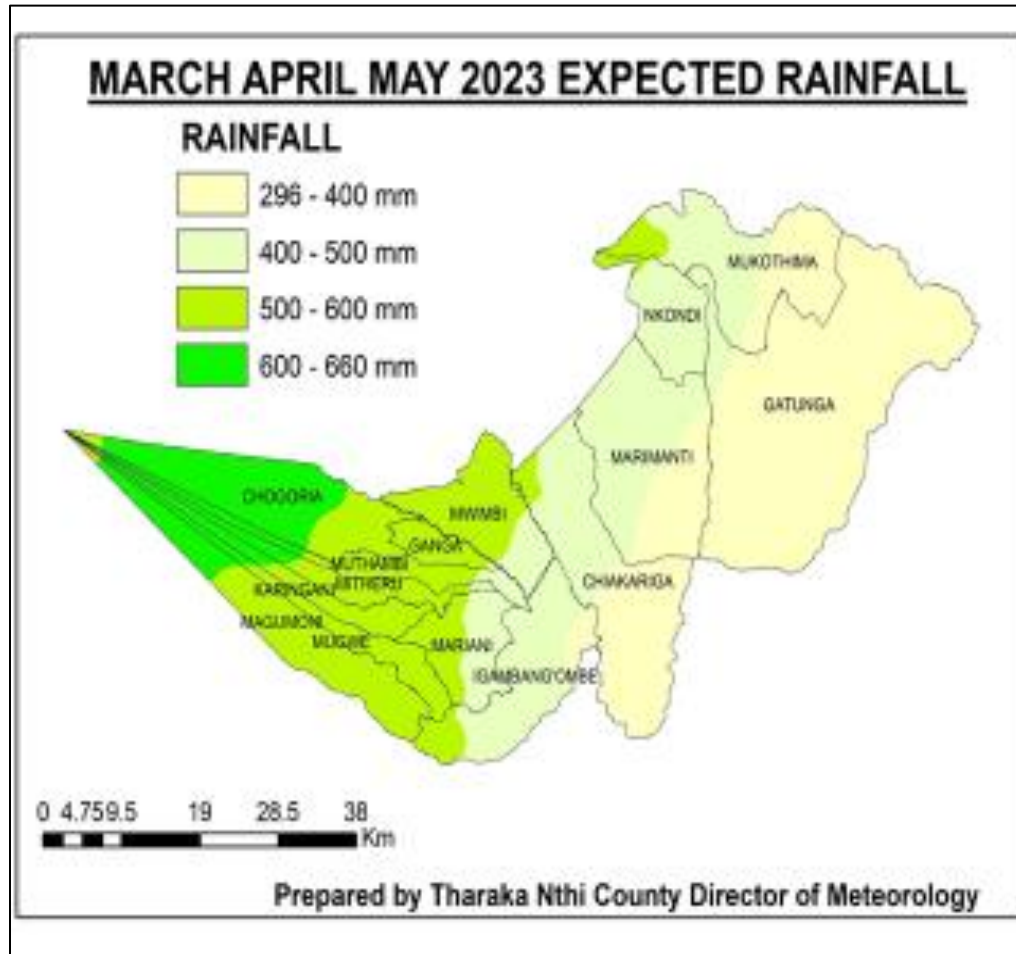 MARCH APRIL MAY 2023 EXPECTED RAINFALL
RAINFALL
296 - 400 mm
400 - 500 mm
500 - 600 mm
600 - 660 mm
MUKOTHIMA
NKONDI
GATUNGA
MARIMANTI
CHOGORIA
MWIMBI
GANGA
MUTHAMBI
MITHERU
CHIAKARIGA
KARINGANI
MAGUMONI
MUGWE
MARIANI
IGAMBANG'OMBE
0 4.75 9.5 19 28.5 38
Km
Prepared by Tharaka Nthi County Director of Meteorology